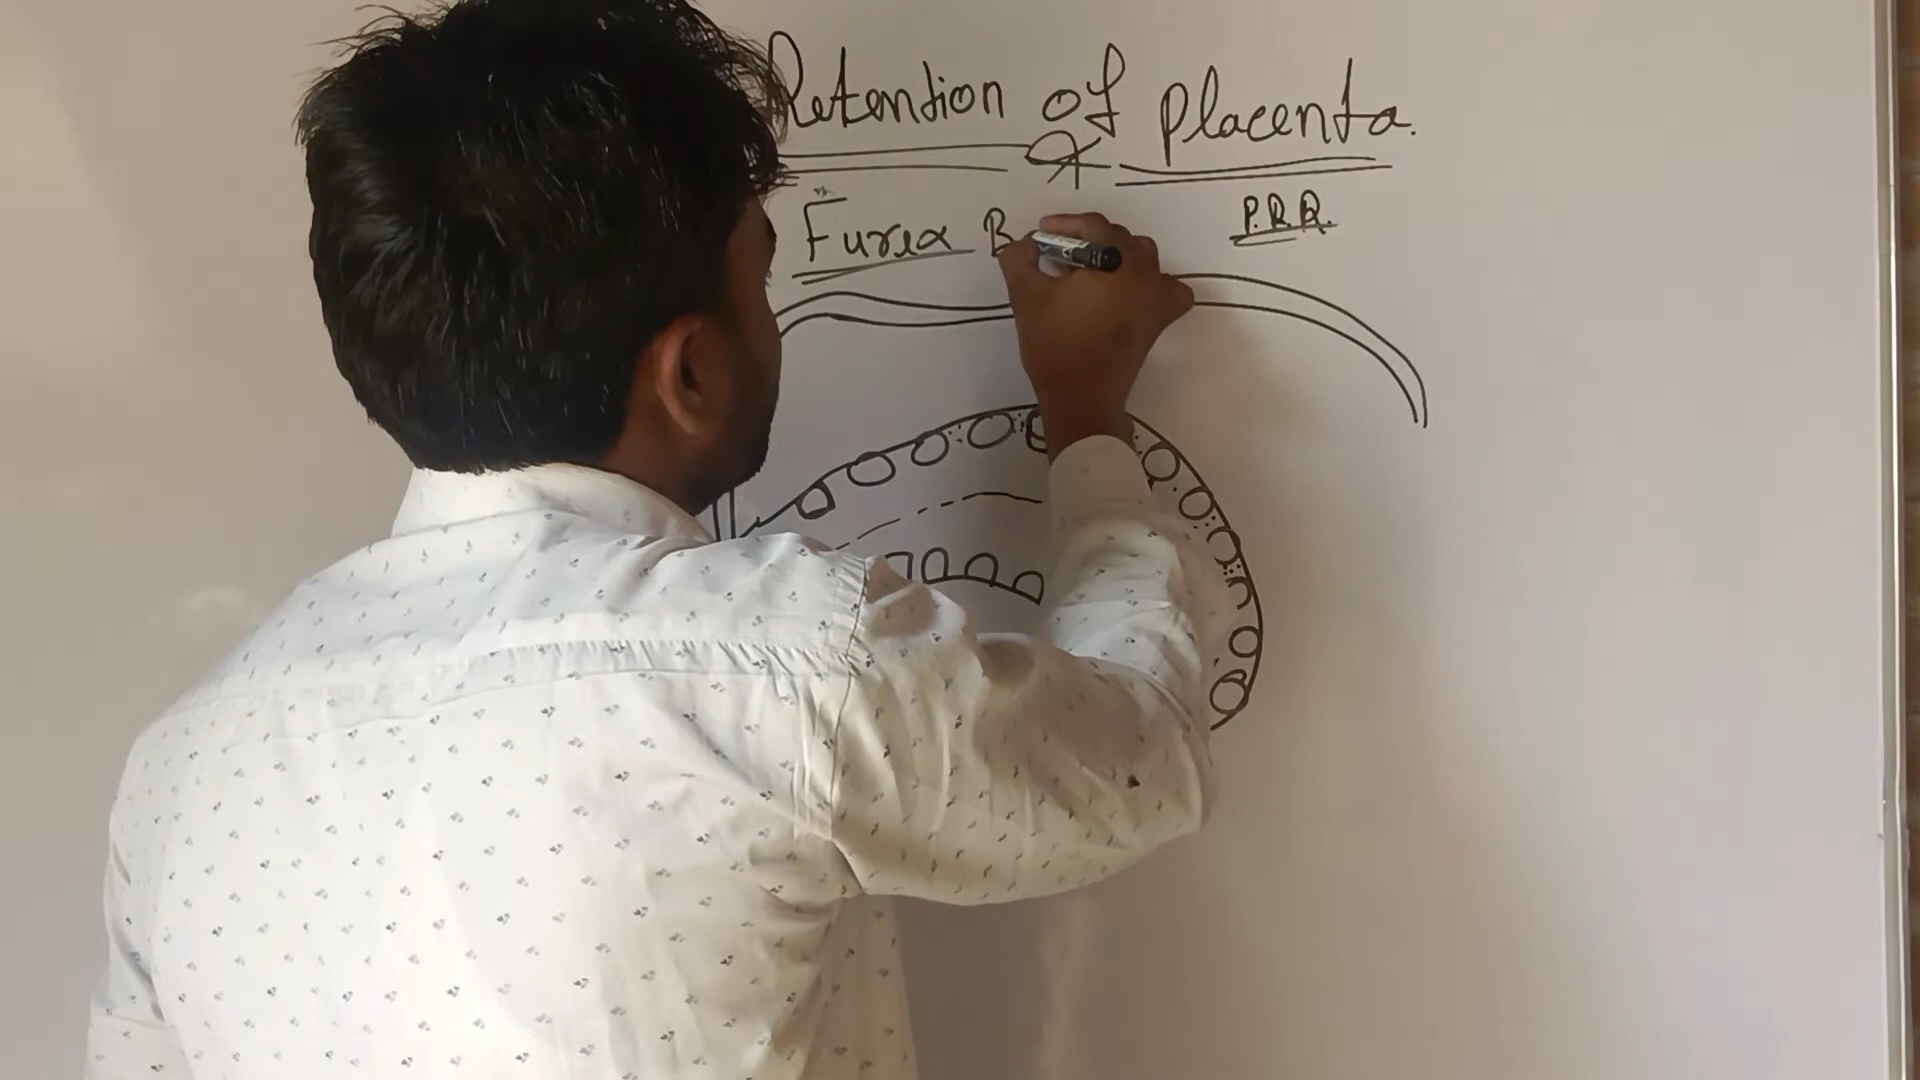 Retention of Placenta.
Furea B
P.R.R.